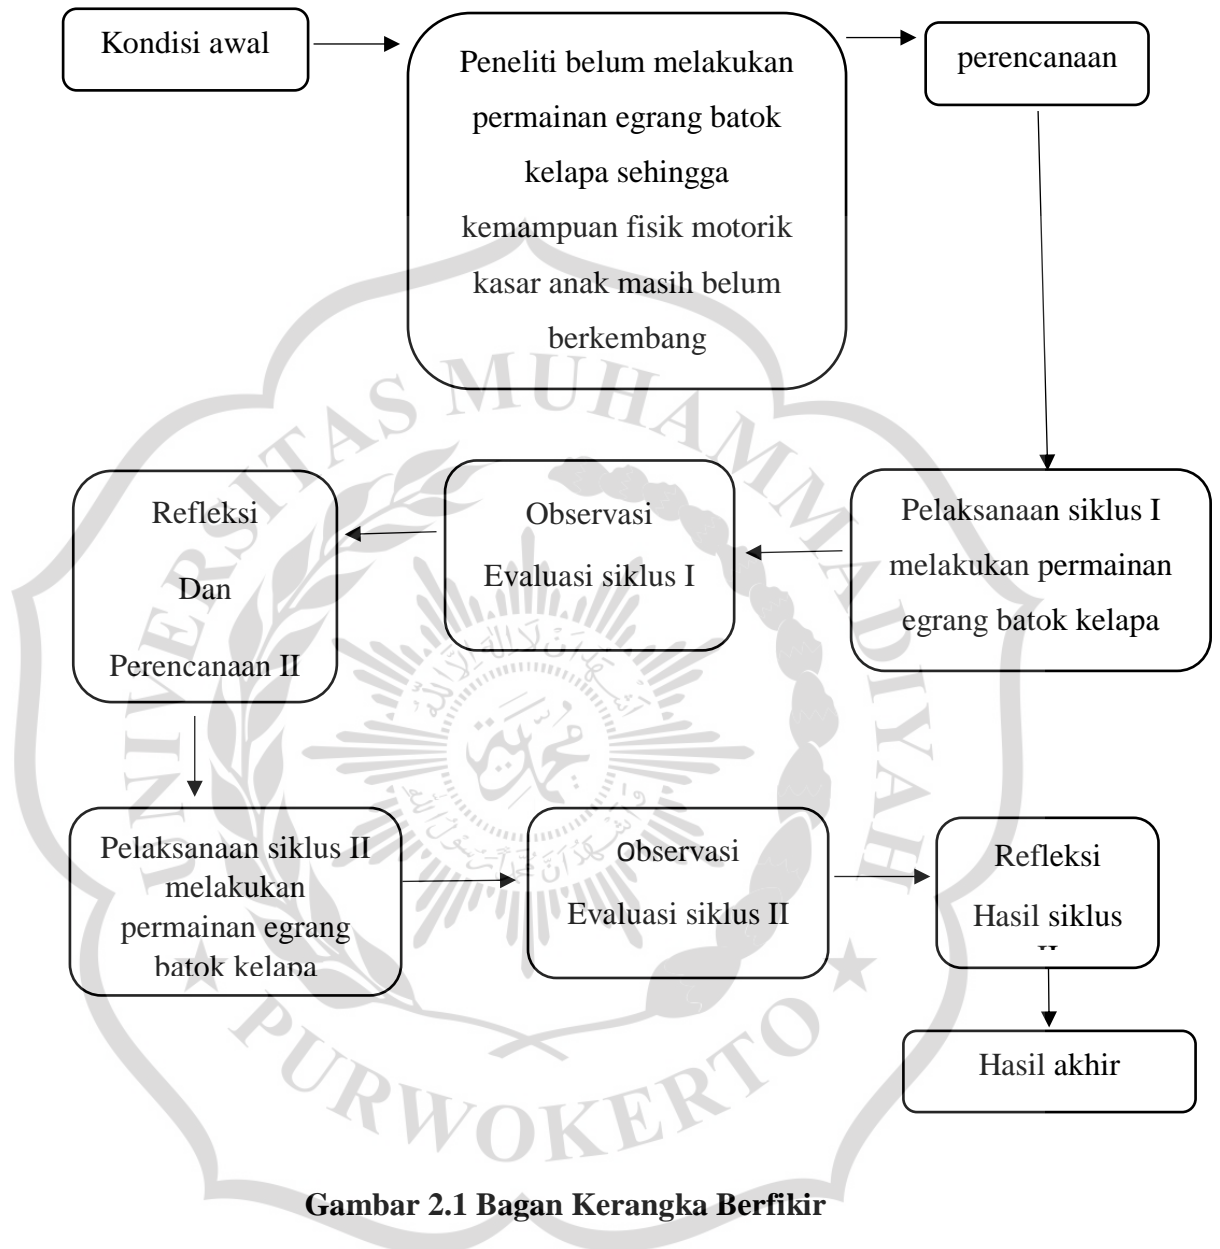 Kondisi awal
Peneliti belum melakukan
permainan egrang batok
kelapa sehingga
kemampuan fisik motorik
kasar anak masih belum
berkembang
perencanaan
Pelaksanaan siklus I
melakukan permainan
egrang batok kelapa
Observasi
Evaluasi siklus I
Refleksi
Dan
Perencanaan II
Pelaksanaan siklus II
melakukan
permainan egrang
batok kelapa
Observasi
Evaluasi siklus II
Refleksi
Hasil siklus
II
Hasil akhir
Gambar 2.1 Bagan Kerangka Berfikir
UNIVERSITAS MUHAMMADIYAH
PURWOKERTO